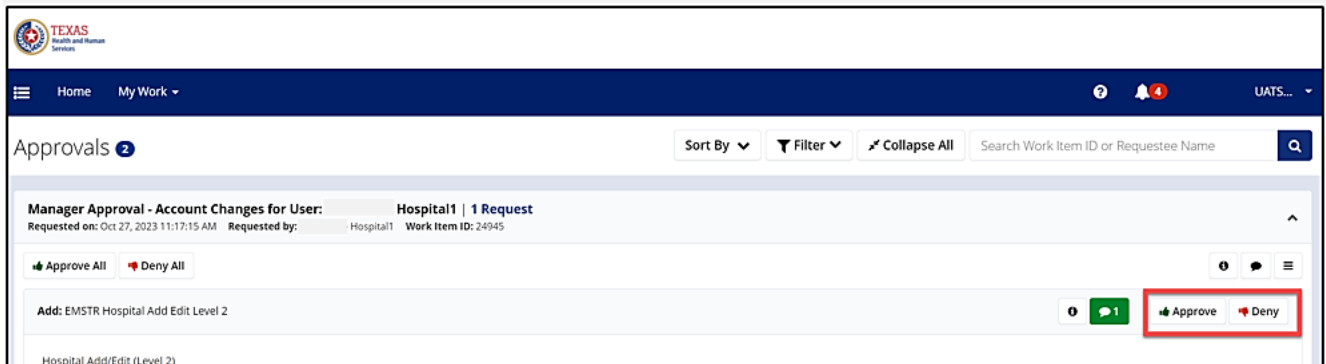 TEXAS
Health and Human
Services
Home My Work
4
UATS...
Approvals 2
Sort By Filter Collapse All Search Work Item ID or Requestee Name
Manager Approval - Account Changes for User: Hospital1 | 1 Request
Requested on: Oct 27, 2023 11:17:15 AM Requested by: Hospital1 Work Item ID: 24945
Approve All Deny All
Add: EMSTR Hospital Add Edit Level 2 1 Approve Deny
Hospital Add/Edit (Level 2)